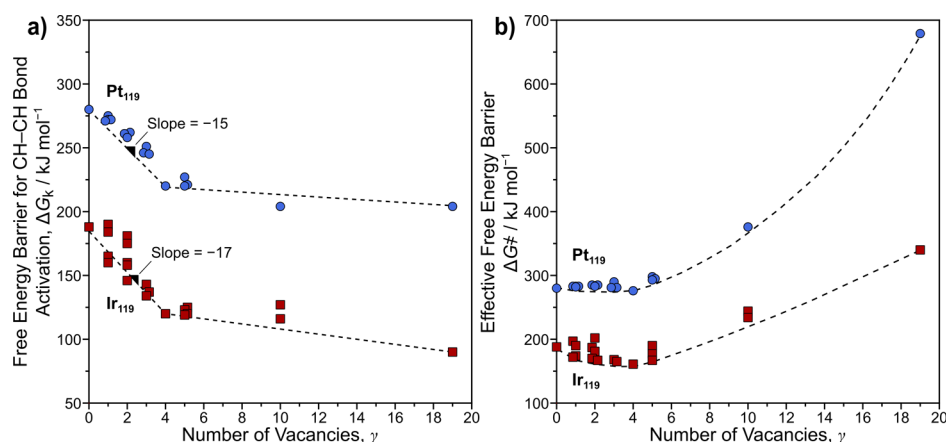 a)
Free Energy Barrier for CH–CH Bond
Activation, ΔGₖ / kJ mol⁻¹
350
300
250
200
150
100
50
Pt₁₁₉
Slope = −15
Slope = −17
Ir₁₁₉
0 2 4 6 8 10 12 14 16 18 20
Number of Vacancies, γ
b)
Effective Free Energy Barrier
ΔG‡ / kJ mol⁻¹
700
600
500
400
300
200
100
Pt₁₁₉
Ir₁₁₉
0 2 4 6 8 10 12 14 16 18 20
Number of Vacancies, γ